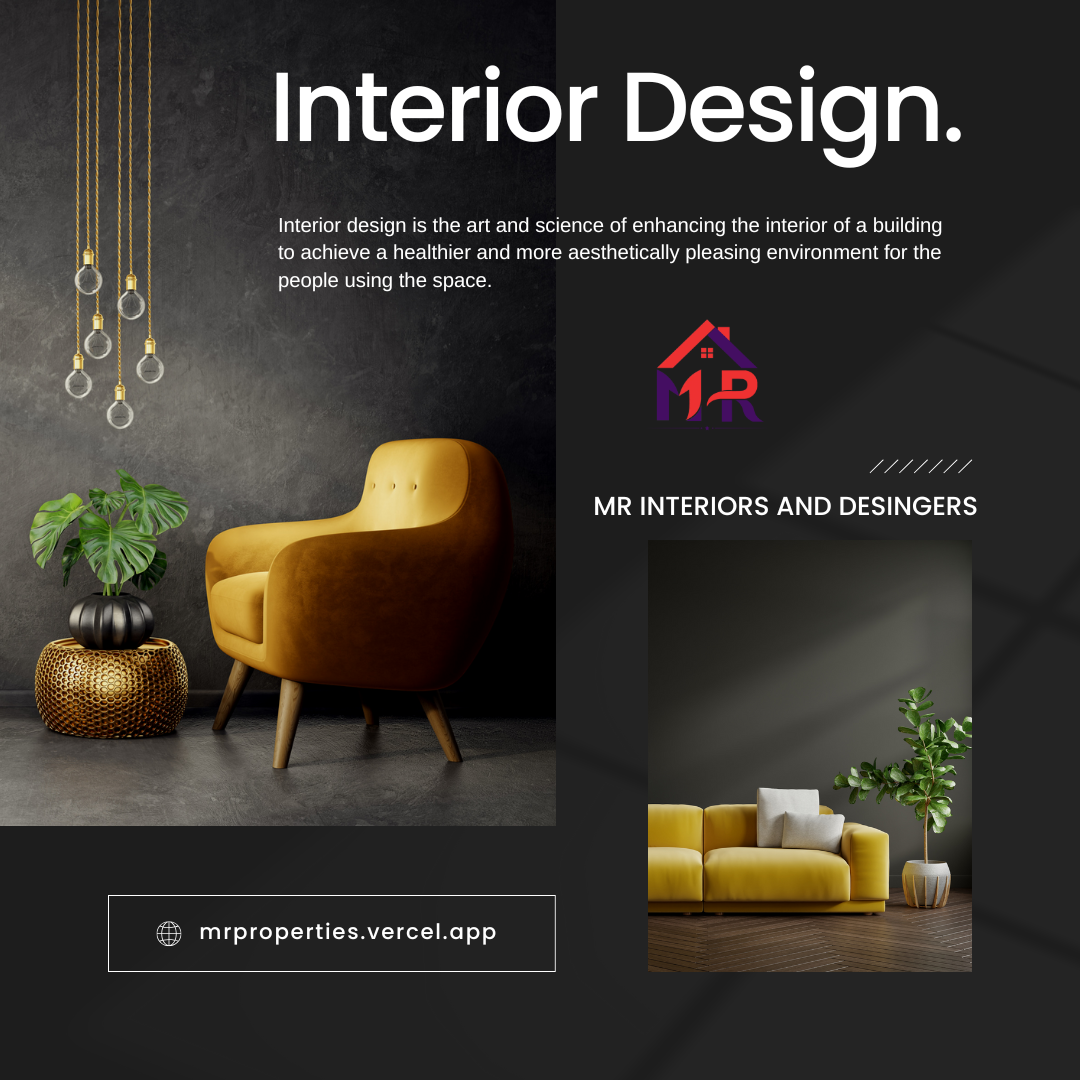 Interior Design.
Interior design is the art and science of enhancing the interior of a building
to achieve a healthier and more aesthetically pleasing environment for the
people using the space.
MR
MR INTERIORS AND DESINGERS
mrproperties.vercel.app